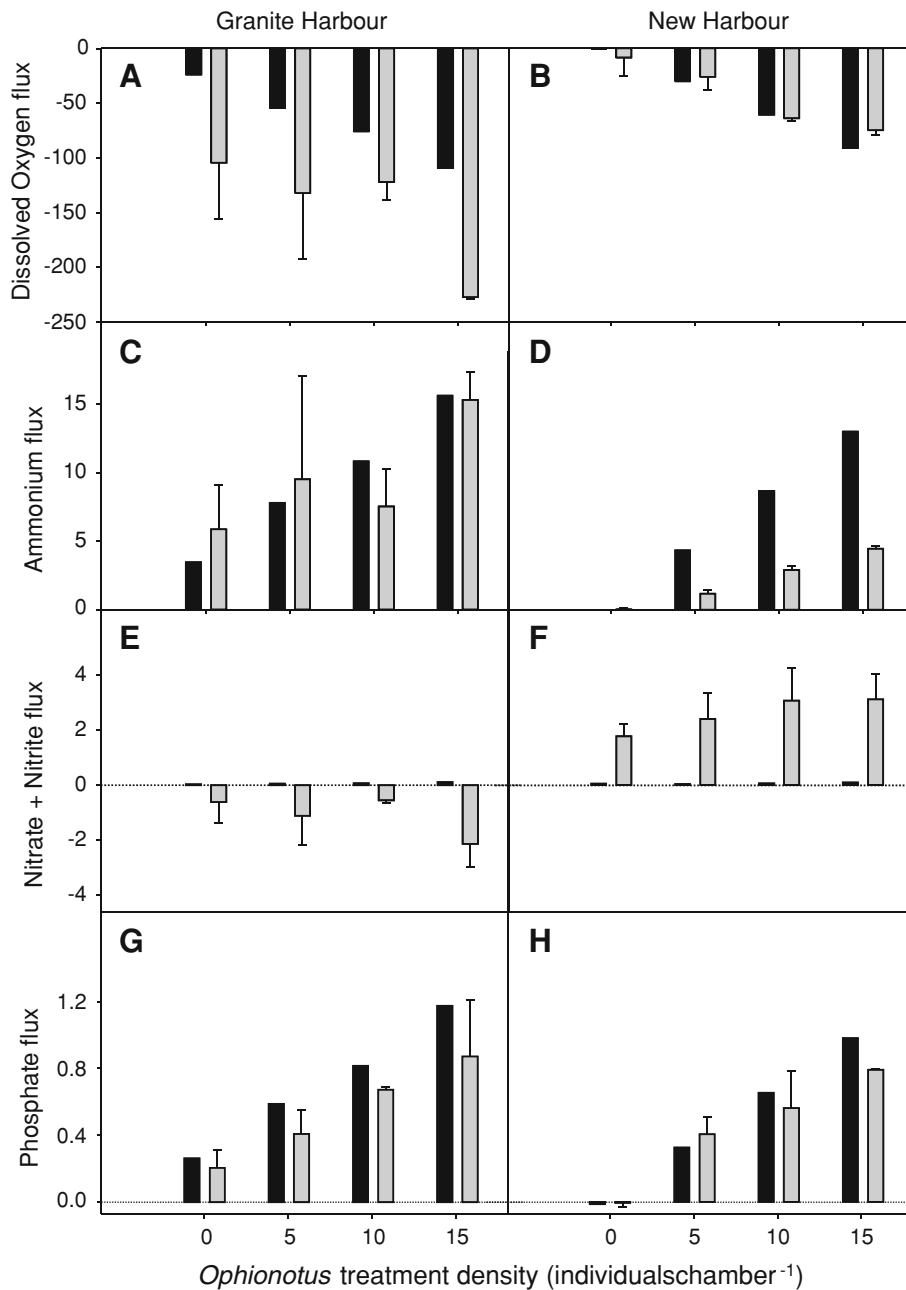 Granite Harbour
New Harbour
A
B
Dissolved Oxygen flux
0
-50
-100
-150
-200
-250
C
D
Ammonium flux
15
10
5
0
E
F
Nitrate + Nitrite flux
4
2
0
-2
-4
G
H
Phosphate flux
1.2
0.8
0.4
0.0
0 5 10 15
0 5 10 15
Ophionotus treatment density (individualschamber⁻¹)